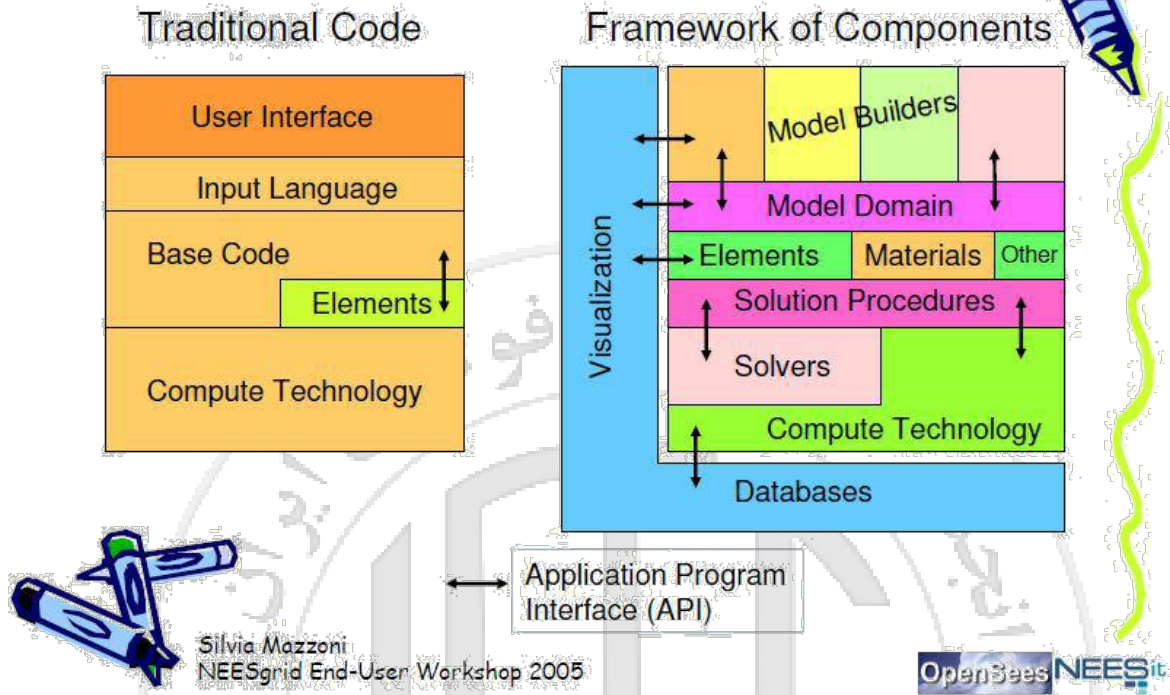 Traditional Code
User Interface
Input Language
Base Code
Elements
Compute Technology
Framework of Components
Visualization
Model Builders
Model Domain
Elements
Materials
Other
Solution Procedures
Solvers
Compute Technology
Databases
Application Program
Interface (API)
Silvia Mazzoni
NEESgrid End-User Workshop 2005
OpenSees
NEESit